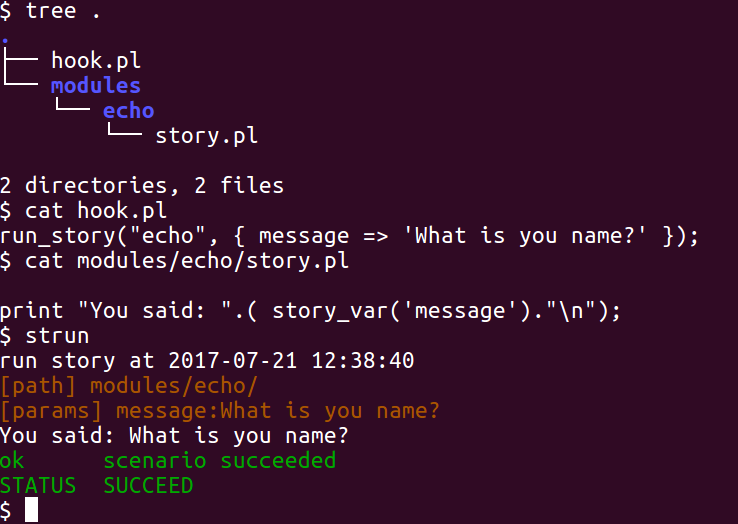 $ tree .
.
├── hook.pl
└── modules
    └── echo
        └── story.pl

2 directories, 2 files
$ cat hook.pl
run_story("echo", { message => 'What is you name?' });
$ cat modules/echo/story.pl

print "You said: ".( story_var('message')."\n");
$ strun
run story at 2017-07-21 12:38:40
[path] modules/echo/
[params] message:What is you name?
You said: What is you name?
ok      scenario succeeded
STATUS  SUCCEED
$